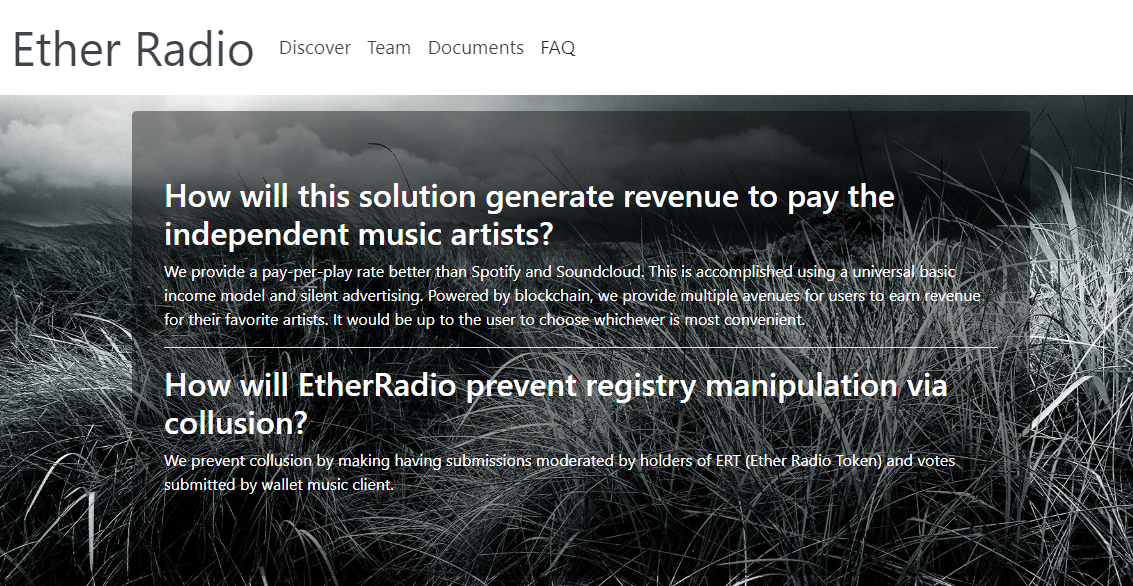 Ether Radio Discover Team Documents FAQ
How will this solution generate revenue to pay the
independent music artists?
We provide a pay-per-play rate better than Spotify and Soundcloud. This is accomplished using a universal basic
income model and silent advertising. Powered by blockchain, we provide multiple avenues for users to earn revenue
for their favorite artists. It would be up to the user to choose whichever is most convenient.
How will EtherRadio prevent registry manipulation via
collusion?
We prevent collusion by making having submissions moderated by holders of ERT (Ether Radio Token) and votes
submitted by wallet music client.